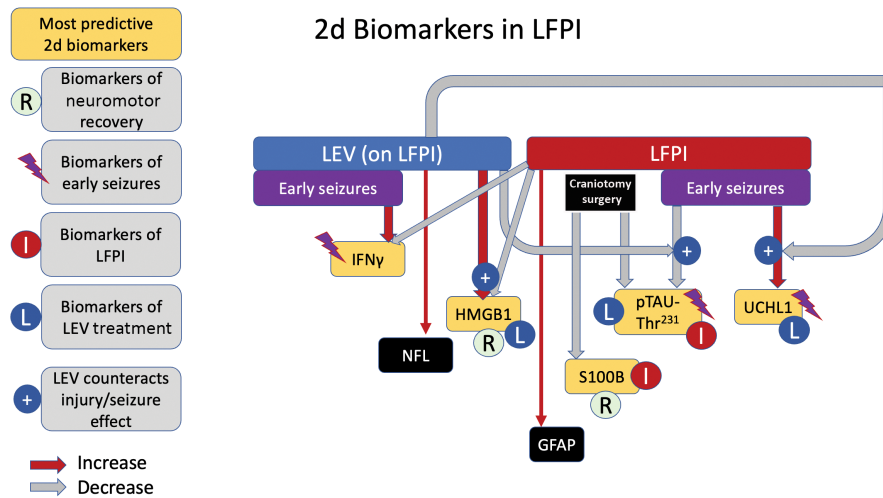 2d Biomarkers in LFPI
Most predictive
2d biomarkers
R
Biomarkers of
neuromotor
recovery
Biomarkers of
early seizures
I
Biomarkers of
LFPI
L
Biomarkers of
LEV treatment
+
LEV counteracts
injury/seizure
effect
Increase
Decrease
LEV (on LFPI)
LFPI
Early seizures
Craniotomy
surgery
Early seizures
IFNγ
+
+
+
HMGB1
L
R
NFL
L
pTAU-
Thr²³¹
I
UCHL1
L
S100B
I
R
GFAP